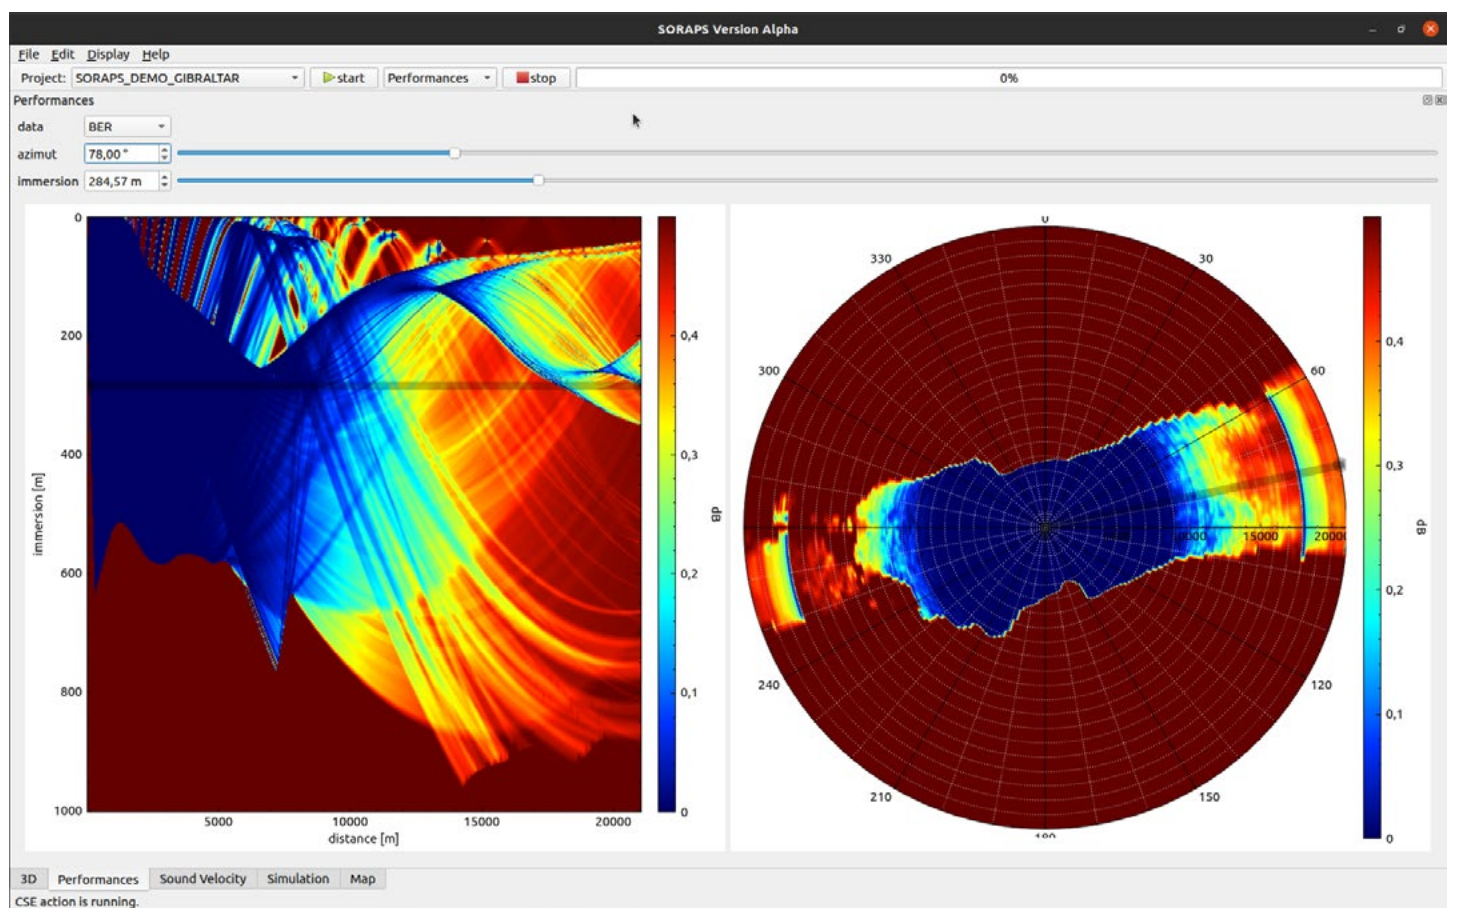 SORAPS Version Alpha
File Edit Display Help
Project: SORAPS_DEMO_GIBRALTAR start Performances stop 0%
Performances
data BER
azimut 78,00°
immersion 284,57 m
0
200
400
600
800
1000
immersion [m]
5000 10000 15000 20000
distance [m]
0,4
0,3
0,2
0,1
0
dB
0
30
60
120
150
180
210
240
300
330
15000 20000
0,4
0,3
0,2
0,1
0
dB
3D Performances Sound Velocity Simulation Map
CSE action is running.